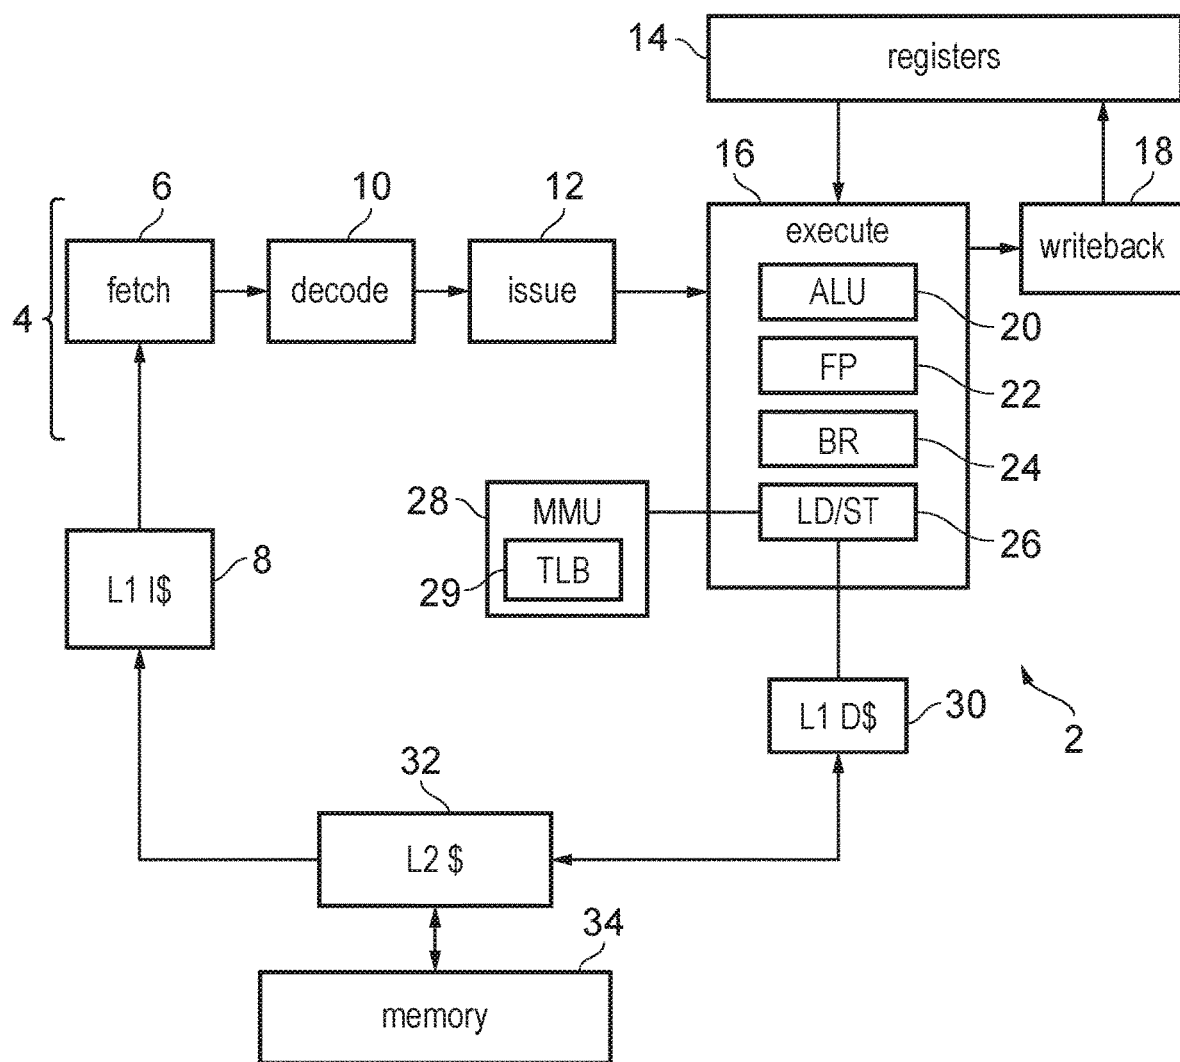 14
registers
6
10
12
16
18
4
fetch
decode
issue
execute
writeback
ALU
20
FP
22
BR
24
28
MMU
LD/ST
26
29
TLB
L1 I$
8
L1 D$
30
2
32
L2 $
34
memory